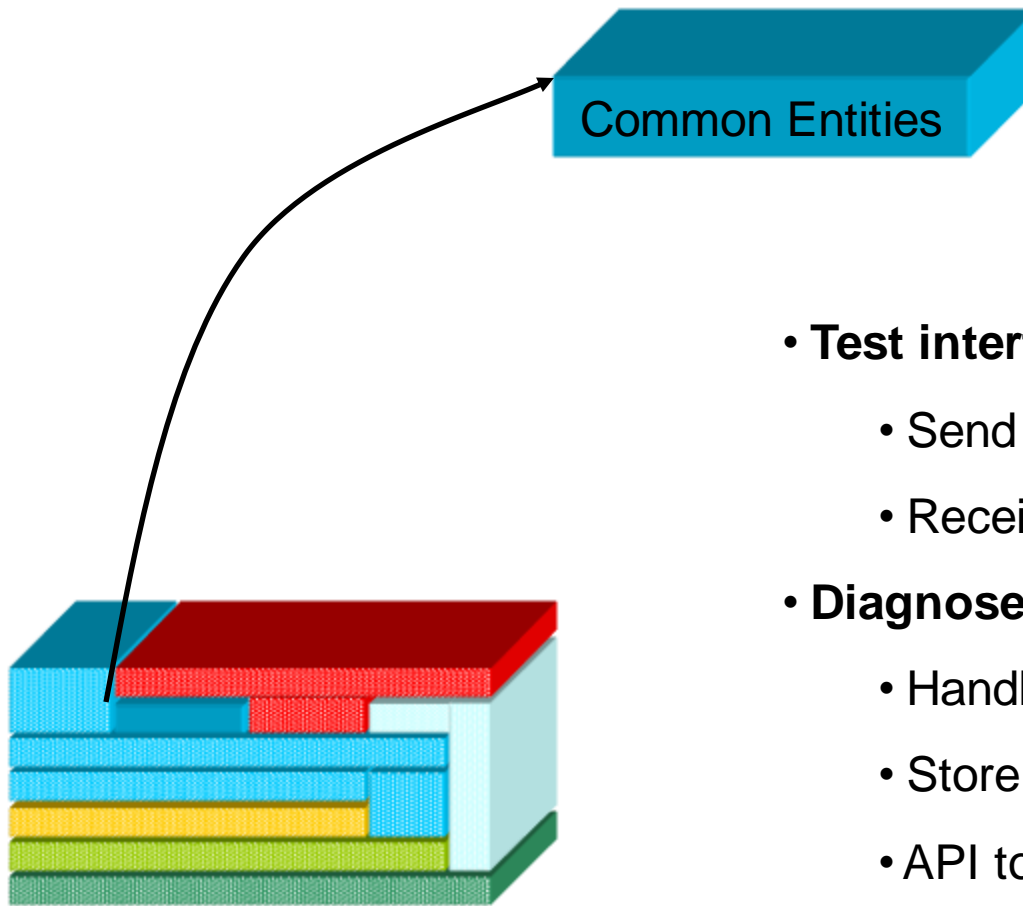 Common Entities
• Test inter
• Send
• Recei
• Diagnose
• Handl
• Store
• API to